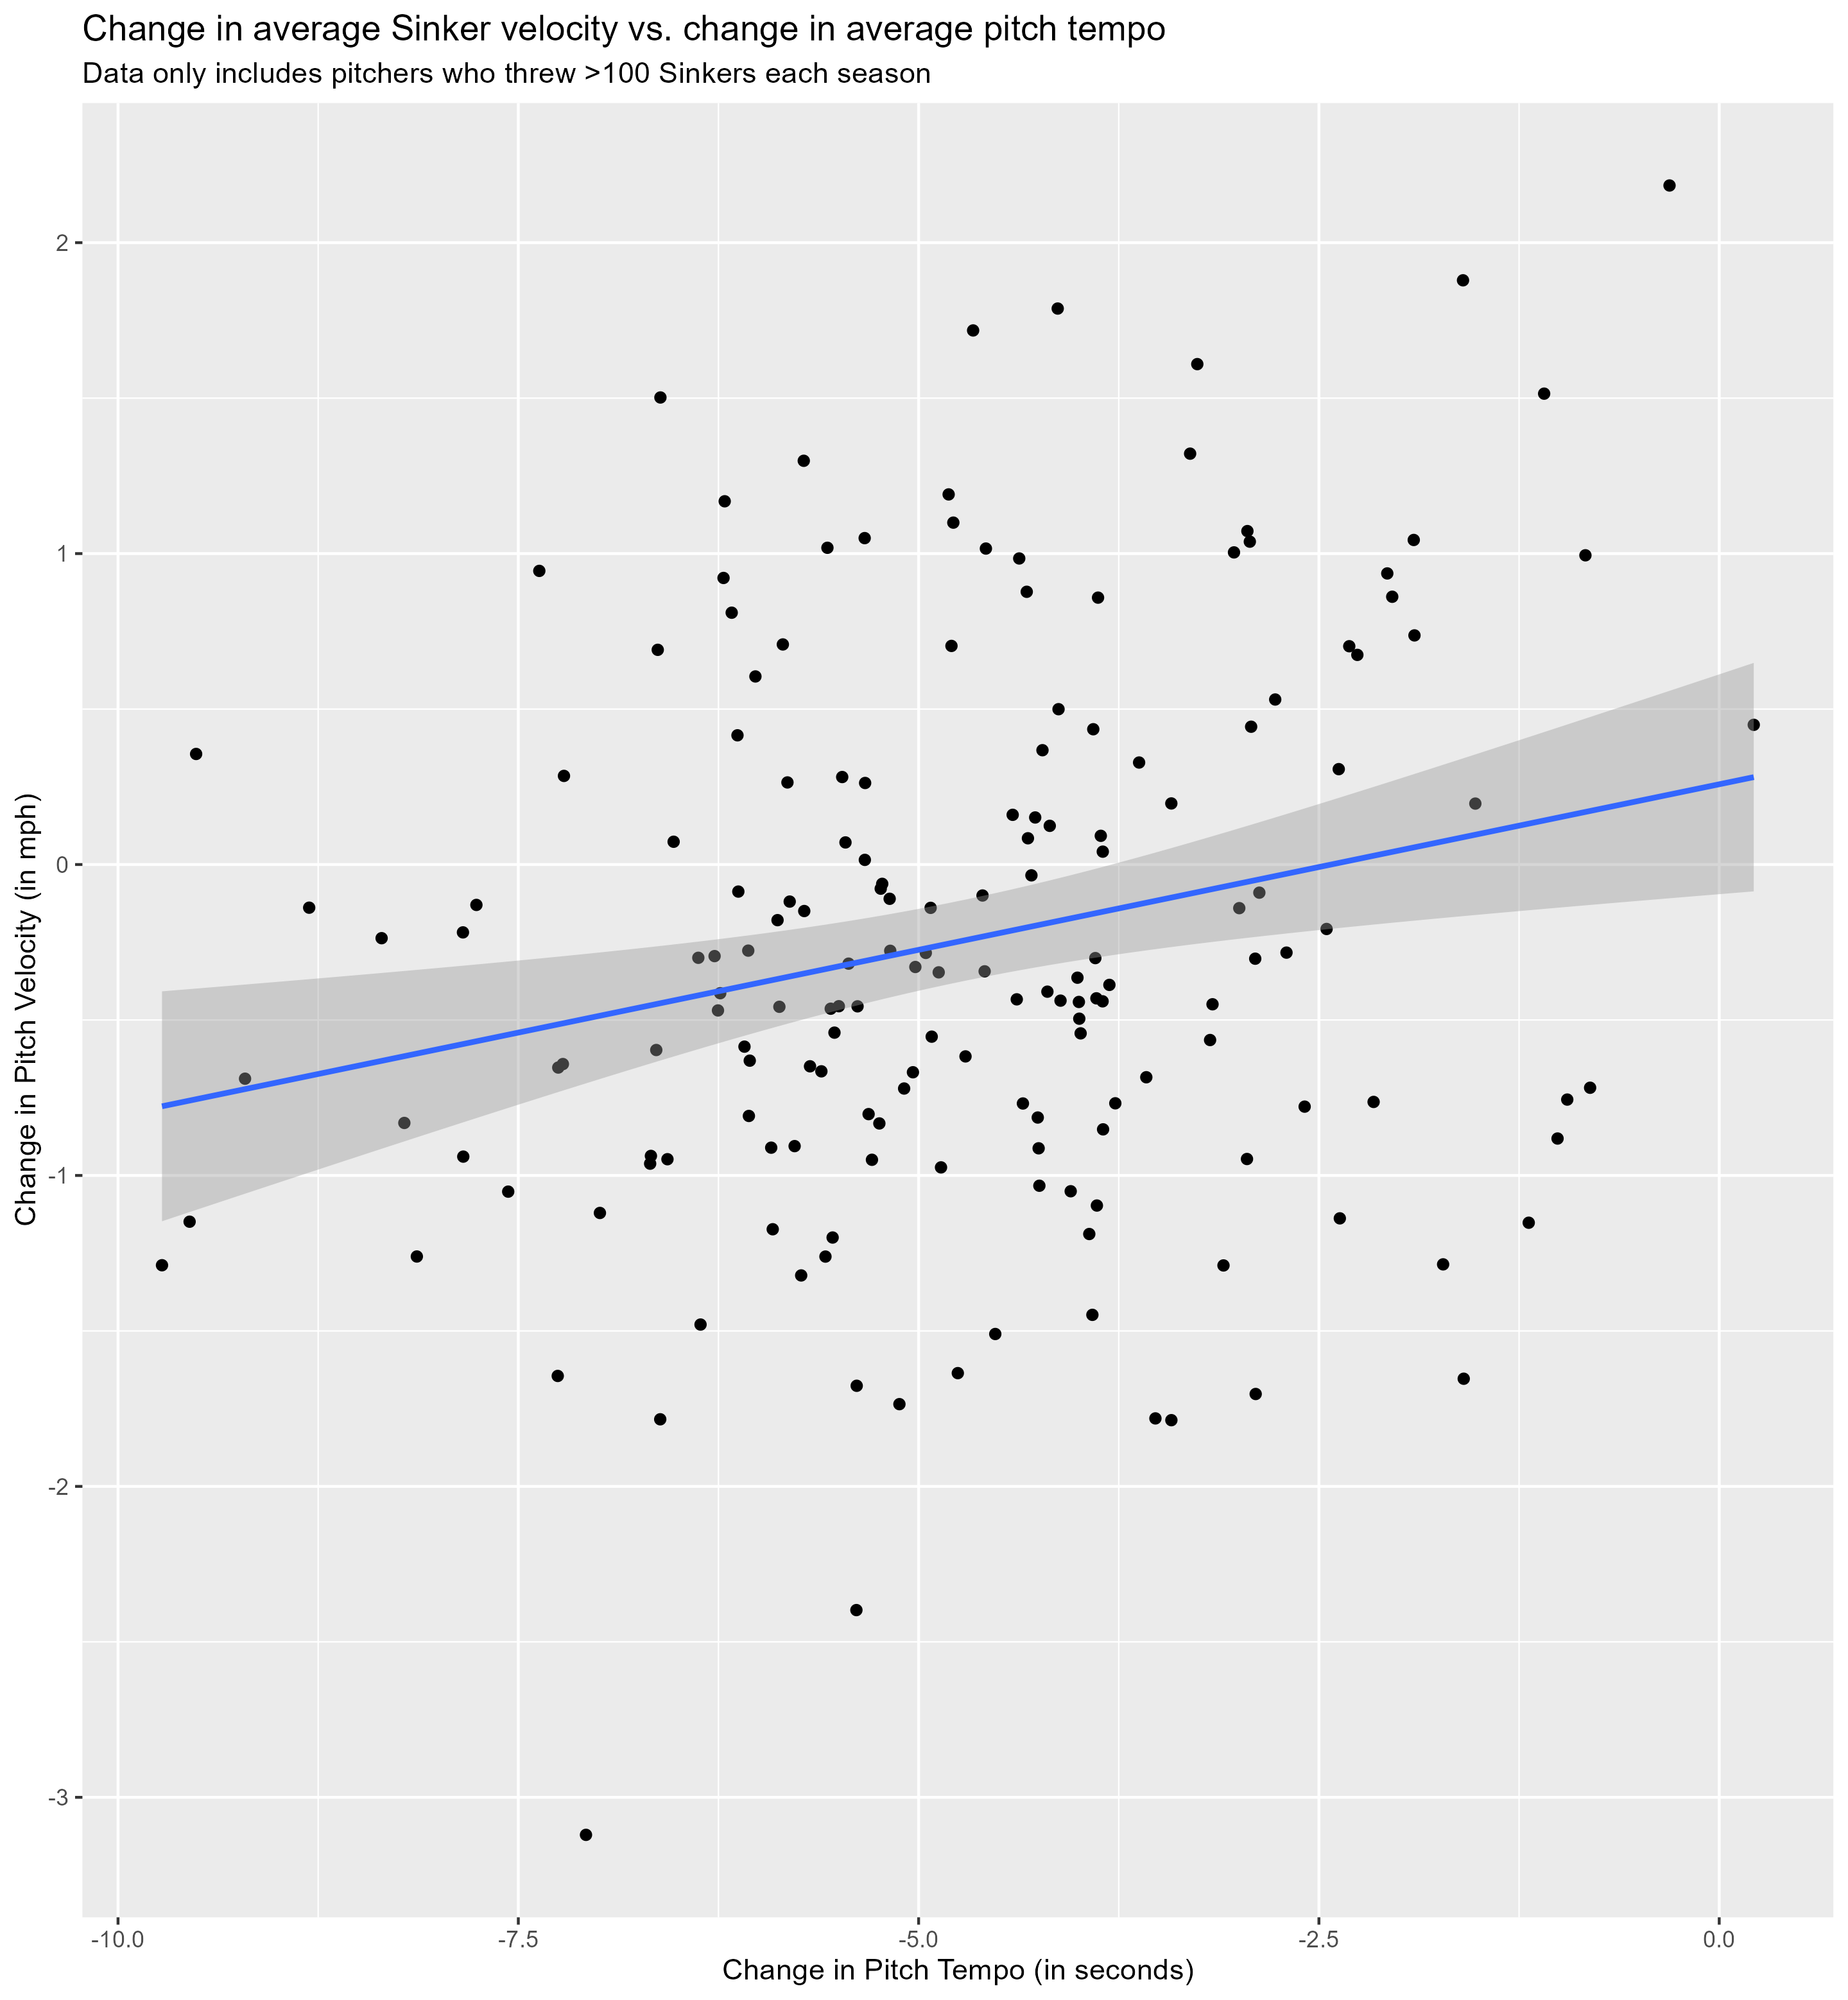 Change in average Sinker velocity vs. change in average pitch tempo
Data only includes pitchers who threw >100 Sinkers each season
Change in Pitch Velocity (in mph)
2
1
0
-1
-2
-3
-10.0 -7.5 -5.0 -2.5 0.0
Change in Pitch Tempo (in seconds)